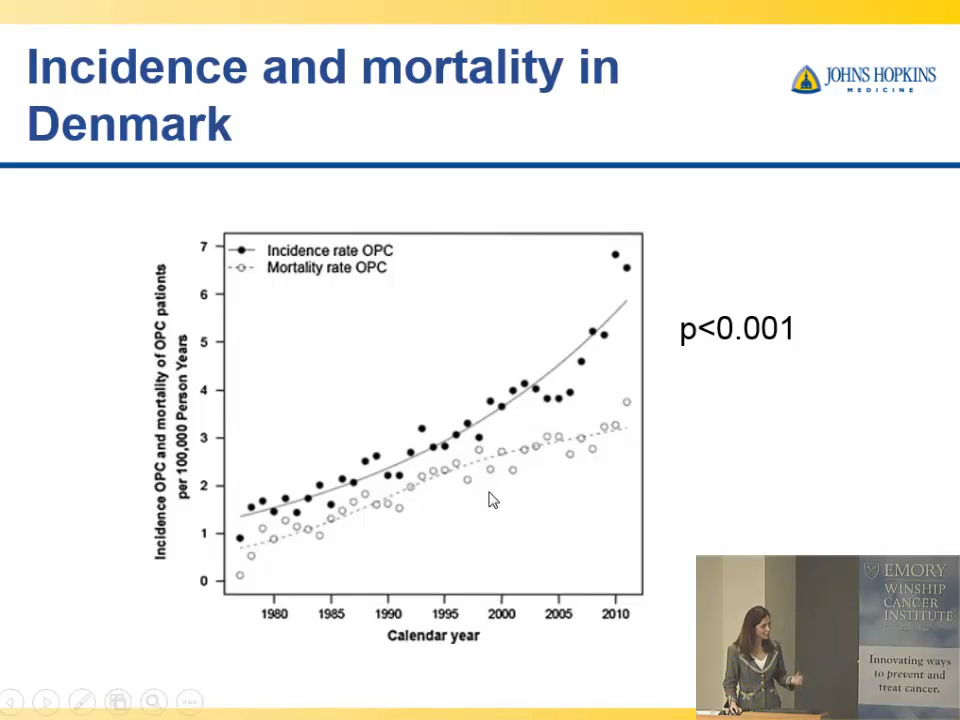 Incidence and mortality in
Denmark
JOHNS HOPKINS
MEDICINE
Incidence OPC and mortality of OPC patients
per 100,000 Person Years
7
6
5
4
3
2
1
0
Incidence rate OPC
Mortality rate OPC
1980 1985 1990 1995 2000 2005 2010
Calendar year
p<0.001
EMORY
WINSHIP
CANCER
INSTITUTE
Innovating ways
to prevent and
treat cancer.